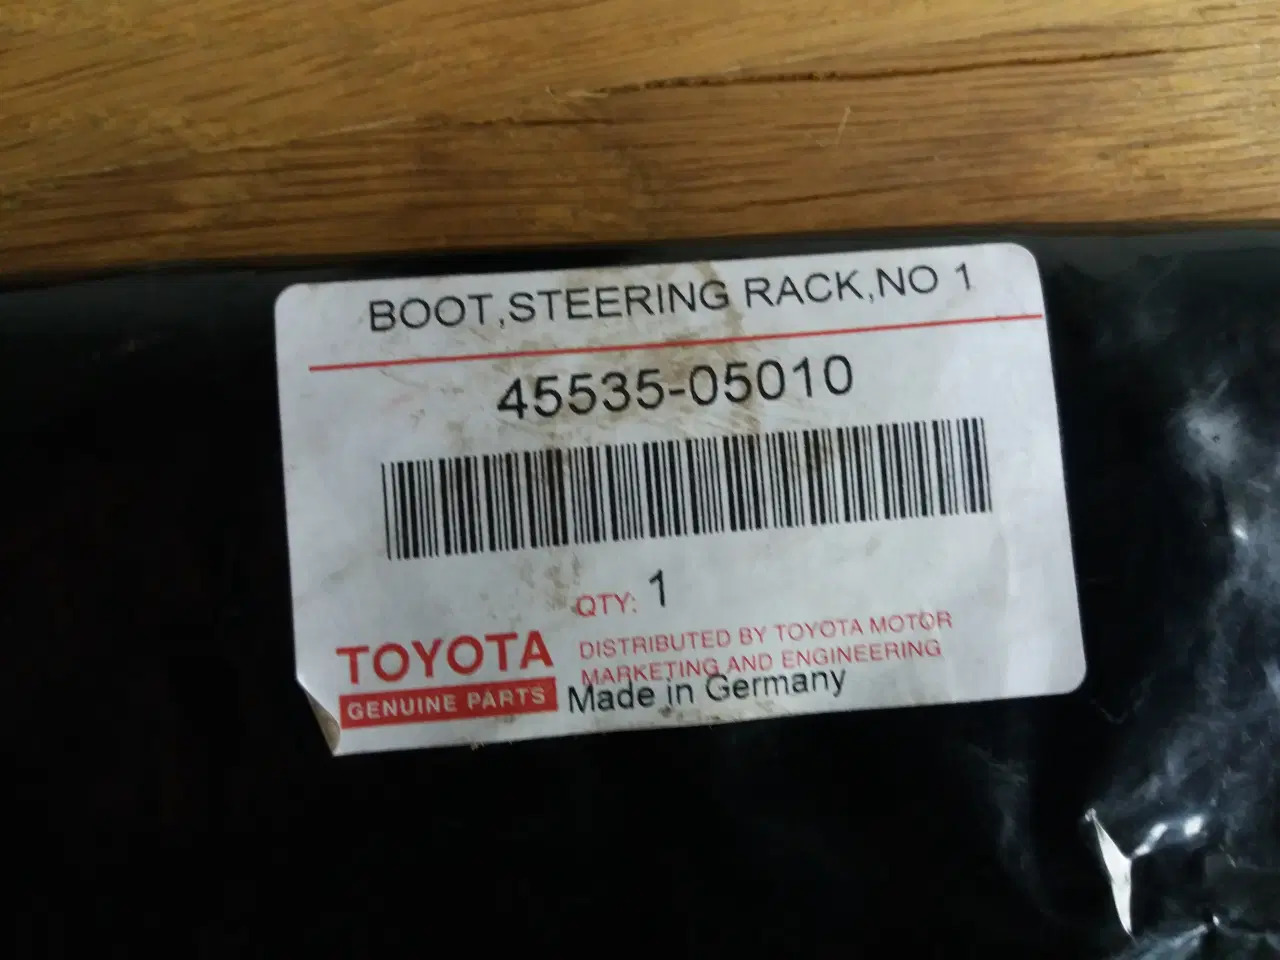 BOOT,STEERING RACK,NO 1
45535-05010
QTY: 1
TOYOTA
GENUINE PARTS
DISTRIBUTED BY TOYOTA MOTOR
MARKETING AND ENGINEERING
Made in Germany